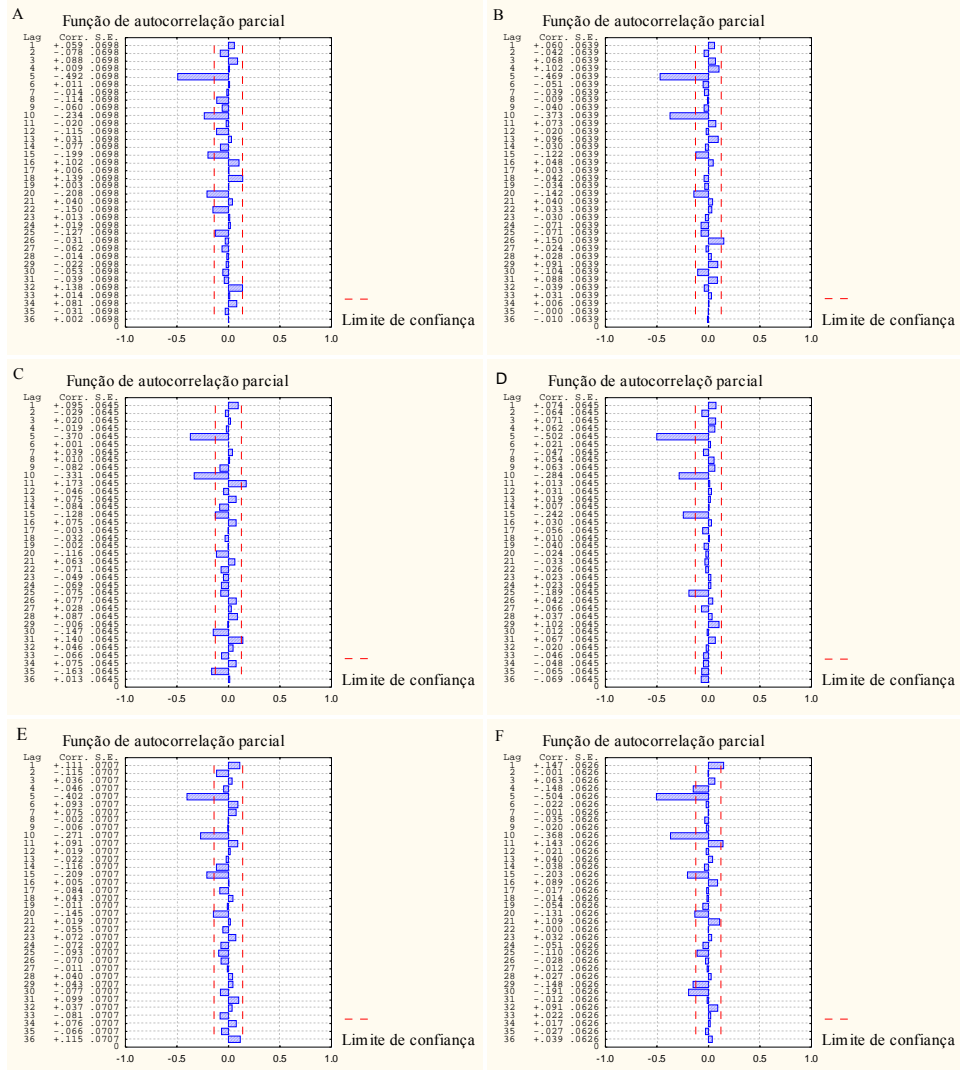 A
Função de autocorrelação parcial
Lag Corr. S.E.
1 +.059 .0698
2 -.078 .0698
3 +.088 .0698
4 +.009 .0698
5 -.492 .0698
6 +.011 .0698
7 -.014 .0698
8 -.114 .0698
9 -.060 .0698
10 -.234 .0698
11 -.020 .0698
12 -.115 .0698
13 +.031 .0698
14 -.077 .0698
15 -.199 .0698
16 +.102 .0698
17 +.006 .0698
18 +.139 .0698
19 +.003 .0698
20 -.208 .0698
21 +.040 .0698
22 -.150 .0698
23 +.013 .0698
24 +.019 .0698
25 -.127 .0698
26 -.031 .0698
27 -.062 .0698
28 -.014 .0698
29 -.022 .0698
30 -.053 .0698
31 -.039 .0698
32 +.138 .0698
33 +.014 .0698
34 +.081 .0698
35 -.031 .0698
36 +.002 .0698
0
-1.0 -0.5 0.0 0.5 1.0
Limite de confiança
B
Função de autocorrelação parcial
Lag Corr. S.E.
1 +.060 .0639
2 -.042 .0639
3 +.068 .0639
4 +.102 .0639
5 -.469 .0639
6 -.051 .0639
7 -.039 .0639
8 -.009 .0639
9 -.040 .0639
10 -.373 .0639
11 +.073 .0639
12 -.020 .0639
13 +.096 .0639
14 -.030 .0639
15 -.122 .0639
16 +.048 .0639
17 +.003 .0639
18 -.042 .0639
19 -.034 .0639
20 -.142 .0639
21 +.040 .0639
22 +.033 .0639
23 -.030 .0639
24 -.071 .0639
25 -.071 .0639
26 +.150 .0639
27 -.024 .0639
28 +.028 .0639
29 +.091 .0639
30 -.104 .0639
31 +.088 .0639
32 -.039 .0639
33 +.031 .0639
34 +.006 .0639
35 -.000 .0639
36 -.010 .0639
0
-1.0 -0.5 0.0 0.5 1.0
Limite de confiança
C
Função de autocorrelação parcial
Lag Corr. S.E.
1 +.095 .0645
2 -.029 .0645
3 +.020 .0645
4 -.019 .0645
5 -.370 .0645
6 +.001 .0645
7 +.039 .0645
8 +.010 .0645
9 -.082 .0645
10 -.331 .0645
11 +.173 .0645
12 -.046 .0645
13 +.075 .0645
14 -.084 .0645
15 -.128 .0645
16 +.075 .0645
17 -.003 .0645
18 -.032 .0645
19 -.002 .0645
20 -.116 .0645
21 +.063 .0645
22 -.071 .0645
23 -.049 .0645
24 -.069 .0645
25 -.075 .0645
26 +.077 .0645
27 +.028 .0645
28 +.087 .0645
29 -.006 .0645
30 -.147 .0645
31 +.140 .0645
32 +.046 .0645
33 -.066 .0645
34 +.075 .0645
35 -.163 .0645
36 +.013 .0645
0
-1.0 -0.5 0.0 0.5 1.0
Limite de confiança
D
Função de autocorrelaçõ parcial
Lag Corr. S.E.
1 +.074 .0645
2 -.064 .0645
3 +.071 .0645
4 +.062 .0645
5 -.502 .0645
6 +.021 .0645
7 -.047 .0645
8 +.054 .0645
9 +.063 .0645
10 -.284 .0645
11 +.013 .0645
12 +.031 .0645
13 +.019 .0645
14 +.007 .0645
15 -.242 .0645
16 +.030 .0645
17 -.056 .0645
18 +.010 .0645
19 -.040 .0645
20 -.024 .0645
21 -.033 .0645
22 -.026 .0645
23 +.023 .0645
24 +.023 .0645
25 -.189 .0645
26 +.042 .0645
27 -.066 .0645
28 +.037 .0645
29 +.102 .0645
30 -.012 .0645
31 +.067 .0645
32 -.020 .0645
33 -.046 .0645
34 -.048 .0645
35 -.065 .0645
36 -.069 .0645
0
-1.0 -0.5 0.0 0.5 1.0
Limite de confiança
E
Função de autocorrelação parcial
Lag Corr. S.E.
1 +.111 .0707
2 -.115 .0707
3 +.036 .0707
4 -.046 .0707
5 -.402 .0707
6 +.093 .0707
7 +.075 .0707
8 -.002 .0707
9 -.006 .0707
10 -.271 .0707
11 +.091 .0707
12 +.019 .0707
13 -.022 .0707
14 -.116 .0707
15 -.209 .0707
16 +.005 .0707
17 -.084 .0707
18 +.043 .0707
19 -.011 .0707
20 -.145 .0707
21 +.019 .0707
22 -.055 .0707
23 +.072 .0707
24 -.072 .0707
25 -.093 .0707
26 -.070 .0707
27 -.011 .0707
28 +.040 .0707
29 +.043 .0707
30 -.077 .0707
31 +.099 .0707
32 +.037 .0707
33 -.081 .0707
34 +.076 .0707
35 -.066 .0707
36 +.115 .0707
0
-1.0 -0.5 0.0 0.5 1.0
Limite de confiança
F
Função de autocorrelação parcial
Lag Corr. S.E.
1 +.147 .0626
2 -.001 .0626
3 +.063 .0626
4 -.148 .0626
5 -.504 .0626
6 -.022 .0626
7 -.001 .0626
8 -.035 .0626
9 -.020 .0626
10 -.368 .0626
11 +.143 .0626
12 -.021 .0626
13 +.040 .0626
14 -.038 .0626
15 -.203 .0626
16 +.089 .0626
17 -.017 .0626
18 -.014 .0626
19 -.054 .0626
20 -.131 .0626
21 +.109 .0626
22 -.000 .0626
23 +.032 .0626
24 -.051 .0626
25 -.110 .0626
26 -.028 .0626
27 -.012 .0626
28 +.027 .0626
29 -.148 .0626
30 -.191 .0626
31 -.012 .0626
32 +.091 .0626
33 +.022 .0626
34 +.017 .0626
35 -.027 .0626
36 +.039 .0626
0
-1.0 -0.5 0.0 0.5 1.0
Limite de confiança